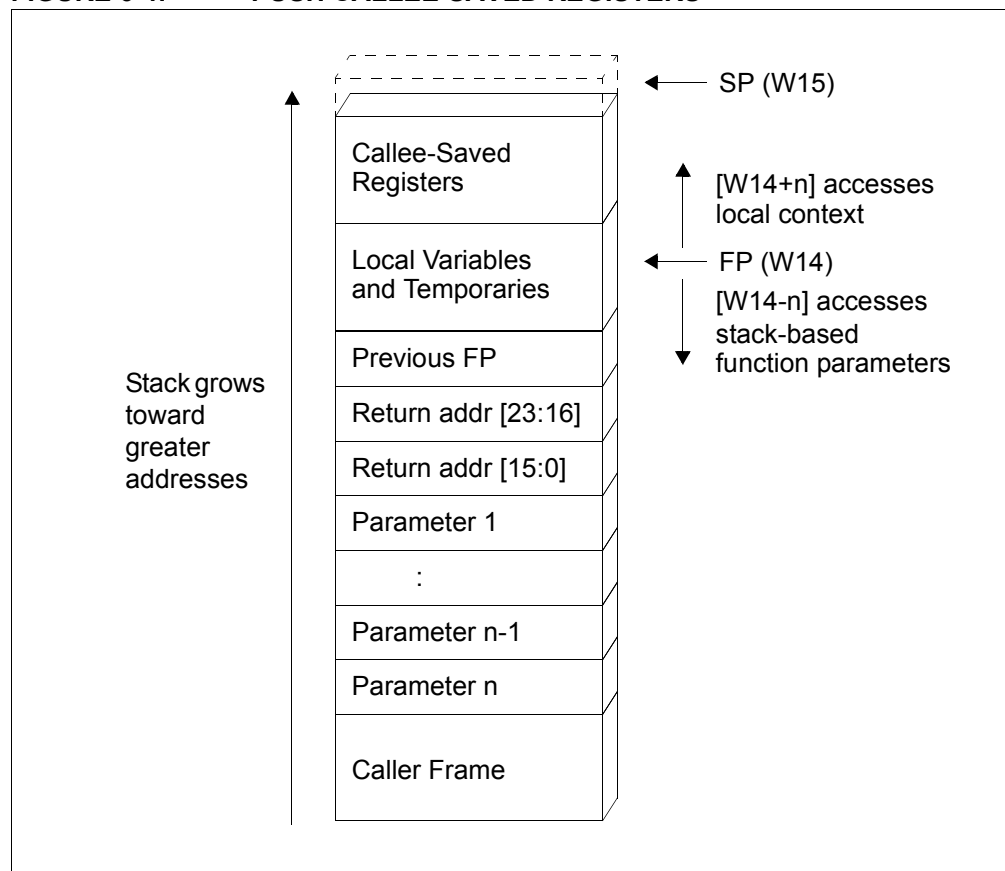 SP (W15)
Callee-Saved
Registers
[W14+n] accesses
local context
Local Variables
and Temporaries
FP (W14)
[W14-n] accesses
stack-based
function parameters
Previous FP
Stack grows
toward
greater
addresses
Return addr [23:16]
Return addr [15:0]
Parameter 1
:
Parameter n-1
Parameter n
Caller Frame